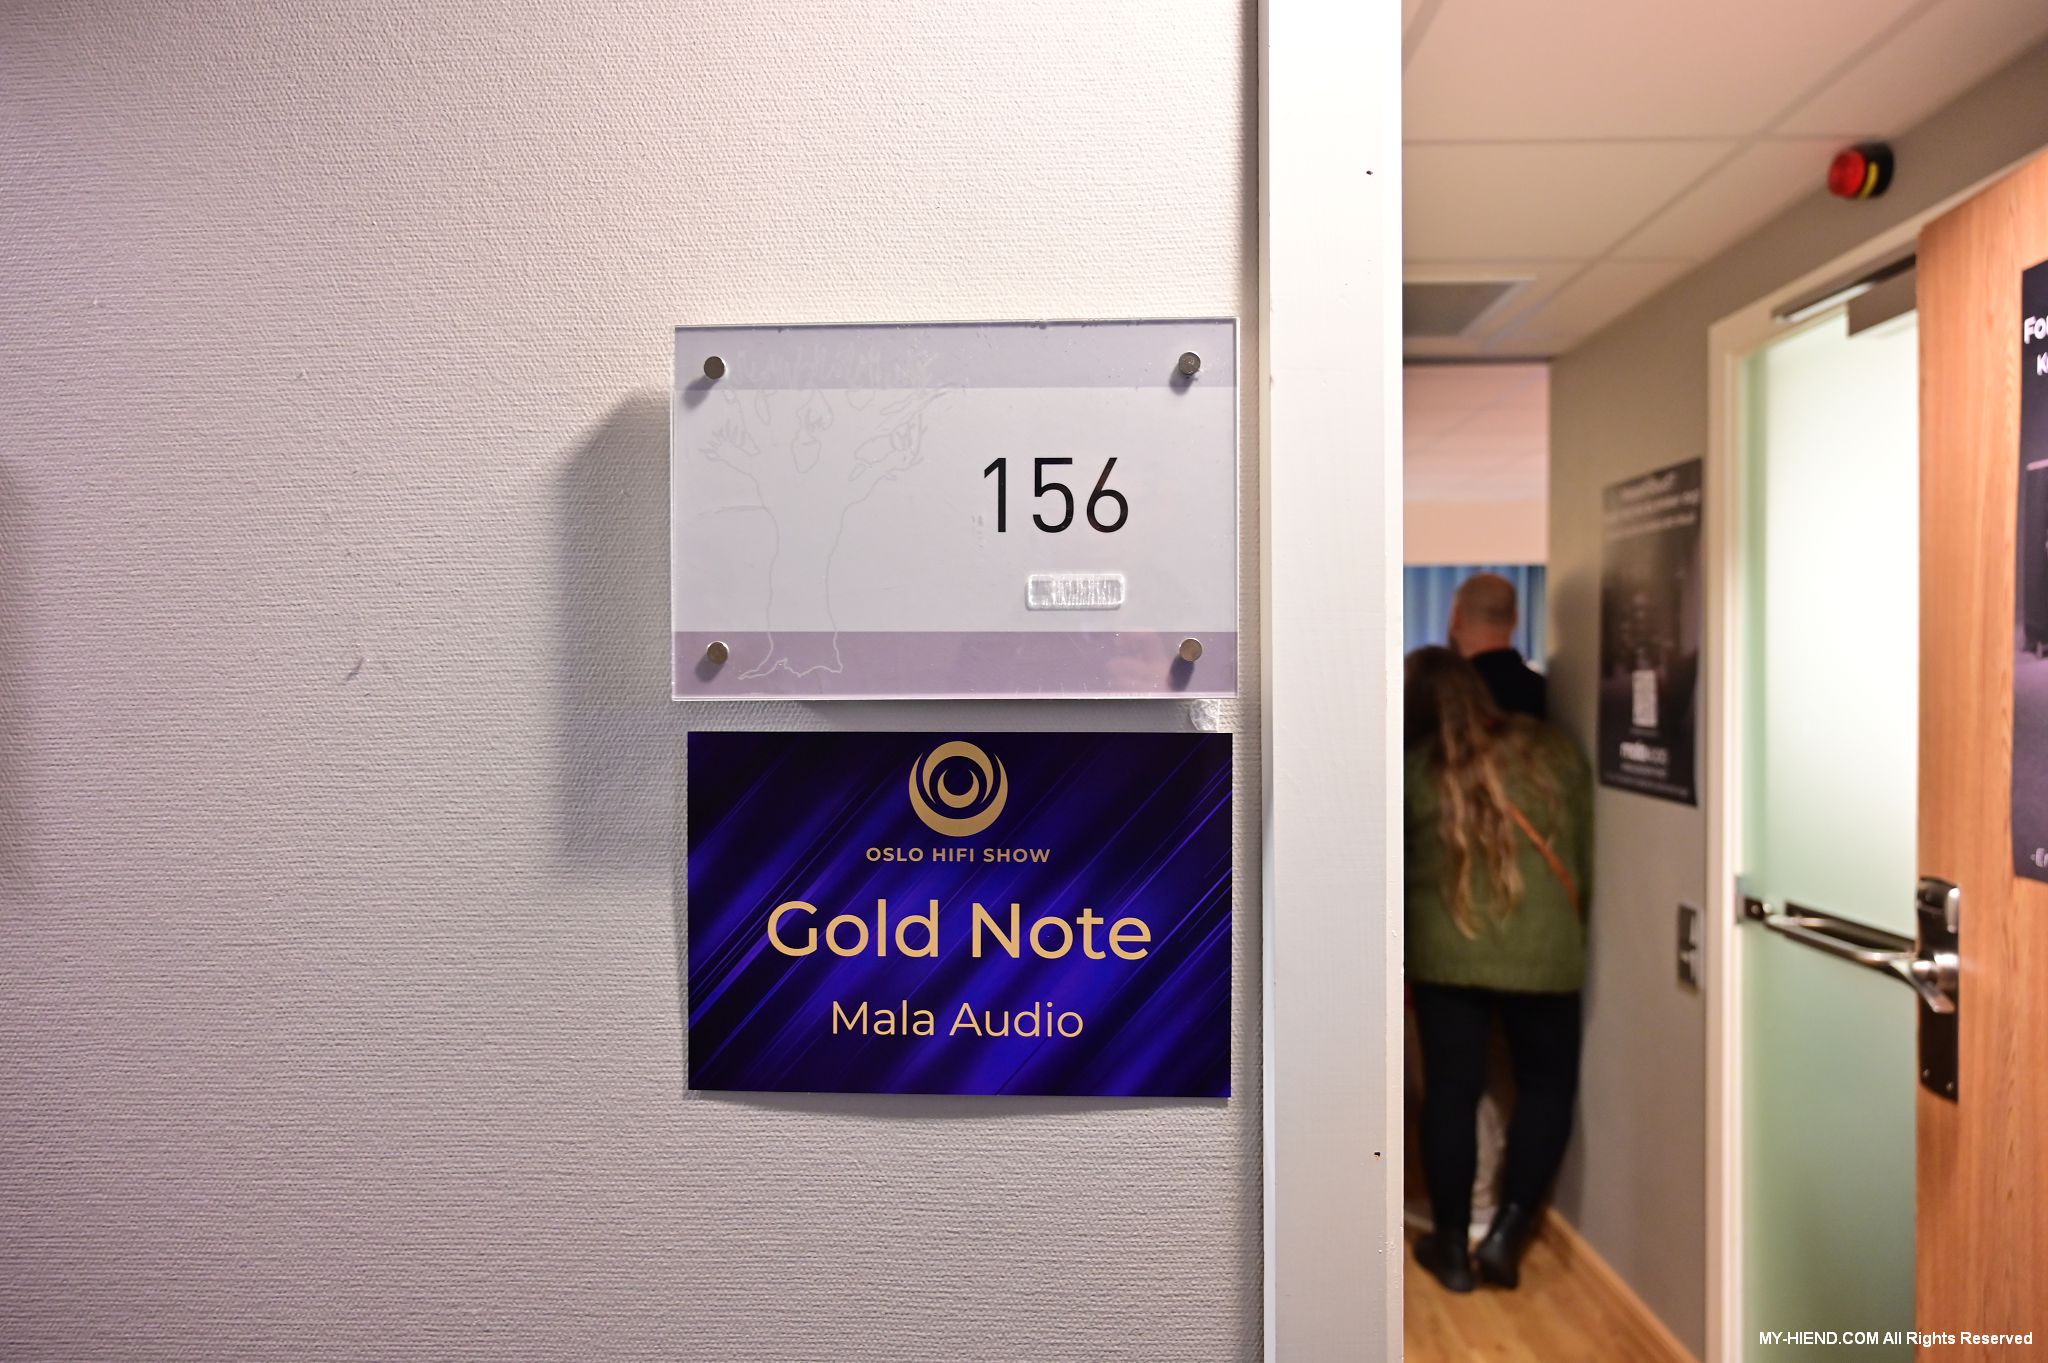 156
OSLO HIFI SHOW
Gold Note
Mala Audio
MY-HIEND.COM All Rights Reserved